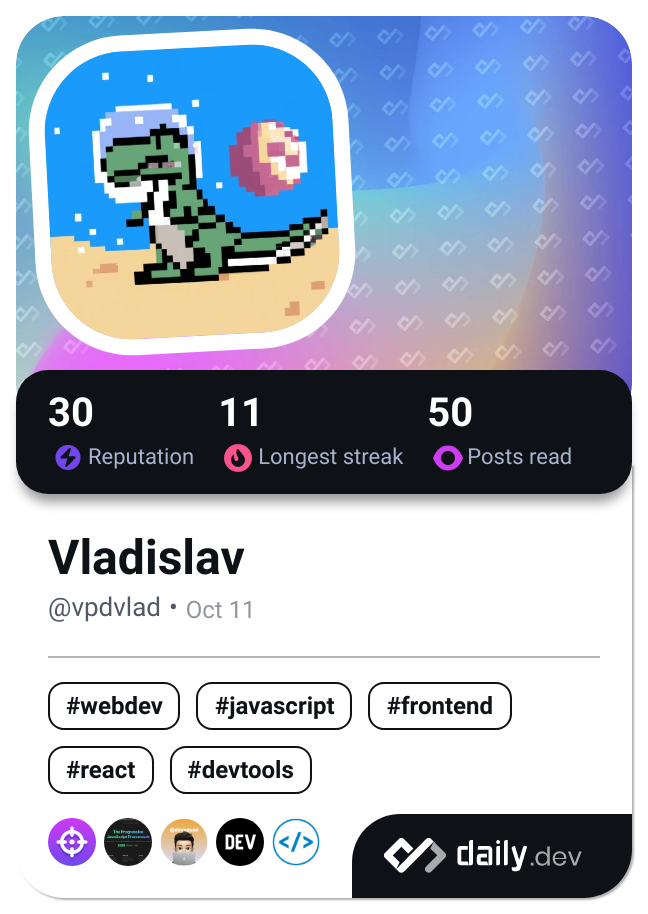 30 11 50
Reputation Longest streak Posts read
Vladislav
@vpdvlad • Oct 11
#webdev #javascript #frontend
#react #devtools
DEV </>
daily.dev